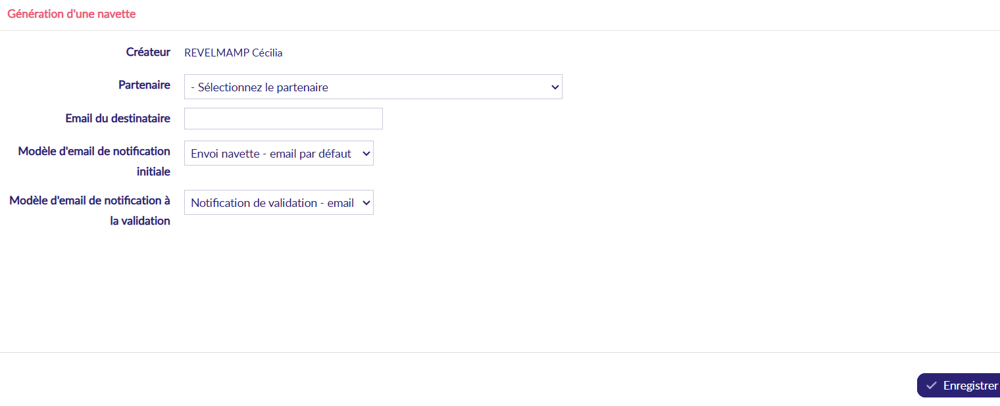 Génération d'une navette
Créateur REVELMAMP Cécilia
Partenaire - Sélectionnez le partenaire
Email du destinataire
Modèle d'email de notification Envoi navette - email par défaut
initiale
Modèle d'email de notification à Notification de validation - email
la validation
Enregistrer